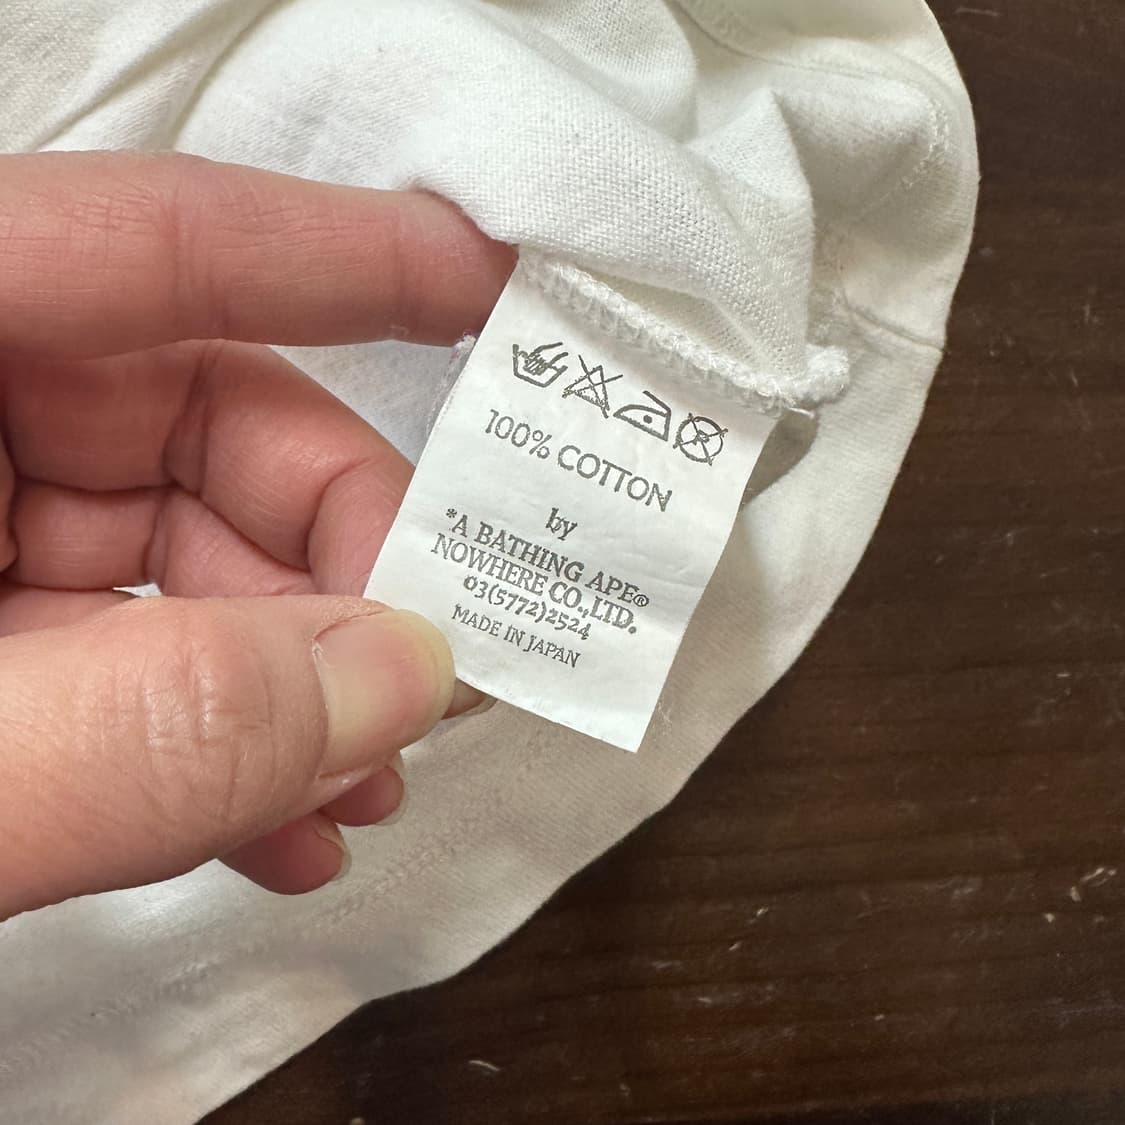 100% COTTON
by
*A BATHING APE®
NOWHERE CO.,LTD.
03(5772)2524
MADE IN JAPAN